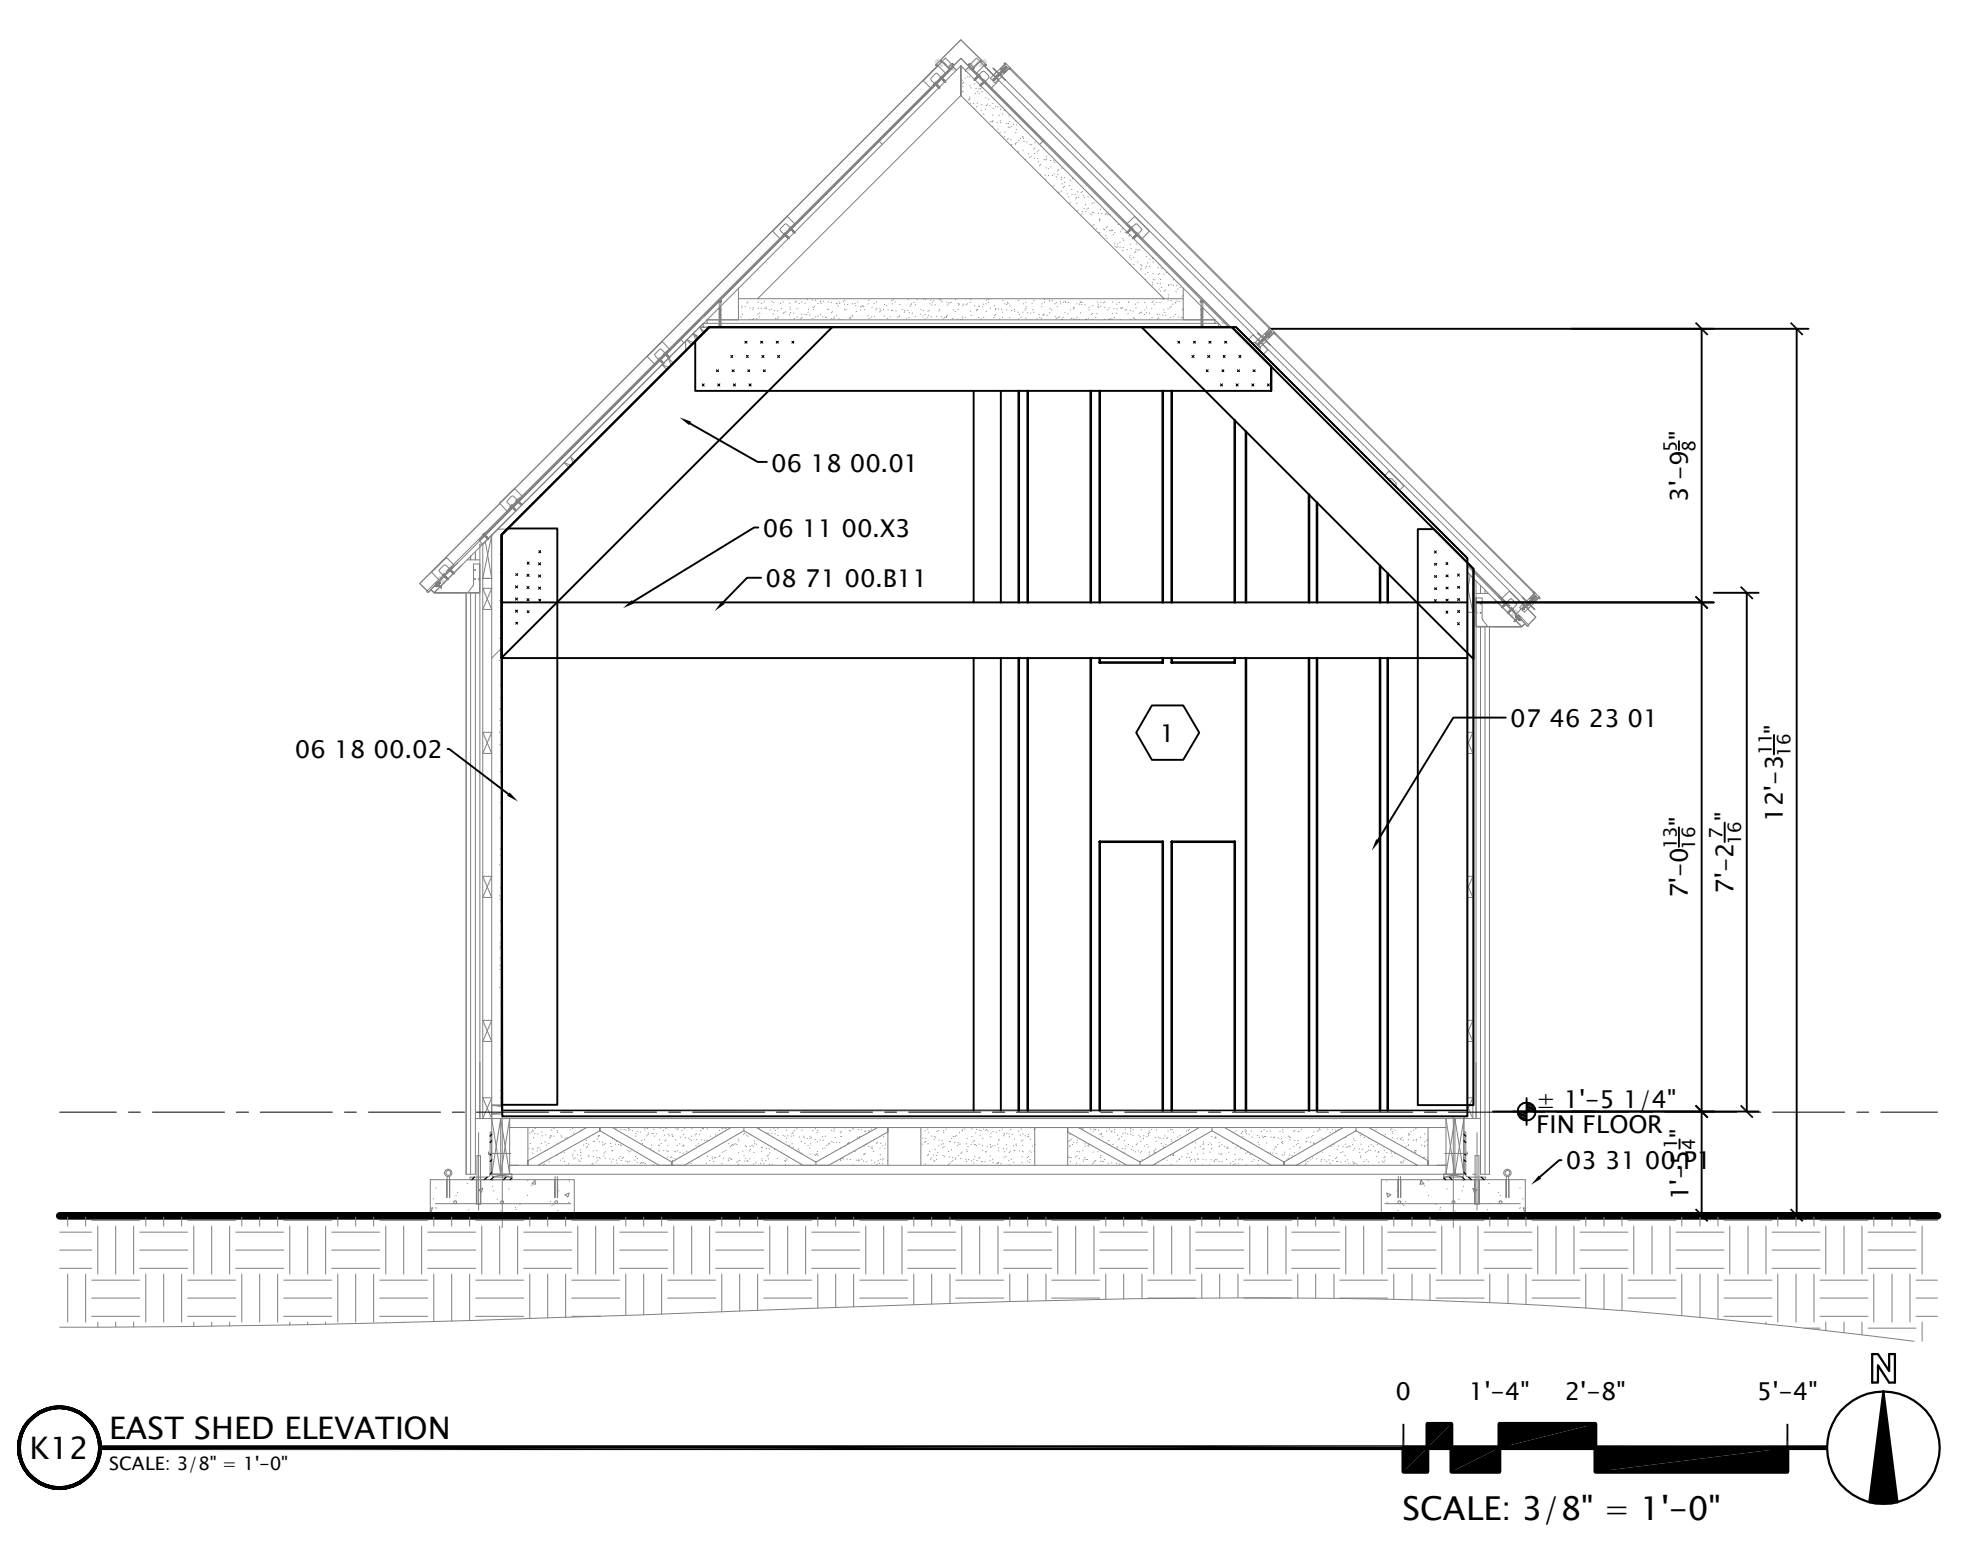 06 18 00.01
06 11 00.X3
08 71 00.B11
06 18 00.02
1
07 46 23 01
3'-9 5/8"
12'-3 11/16"
7'-0 13/16"
7'-2 7/16"
± 1'-5 1/4"
FIN FLOOR
03 31 00.P1
1'-5 1/4"
N
0 1'-4" 2'-8" 5'-4"
K12
EAST SHED ELEVATION
SCALE: 3/8" = 1'-0"
SCALE: 3/8" = 1'-0"